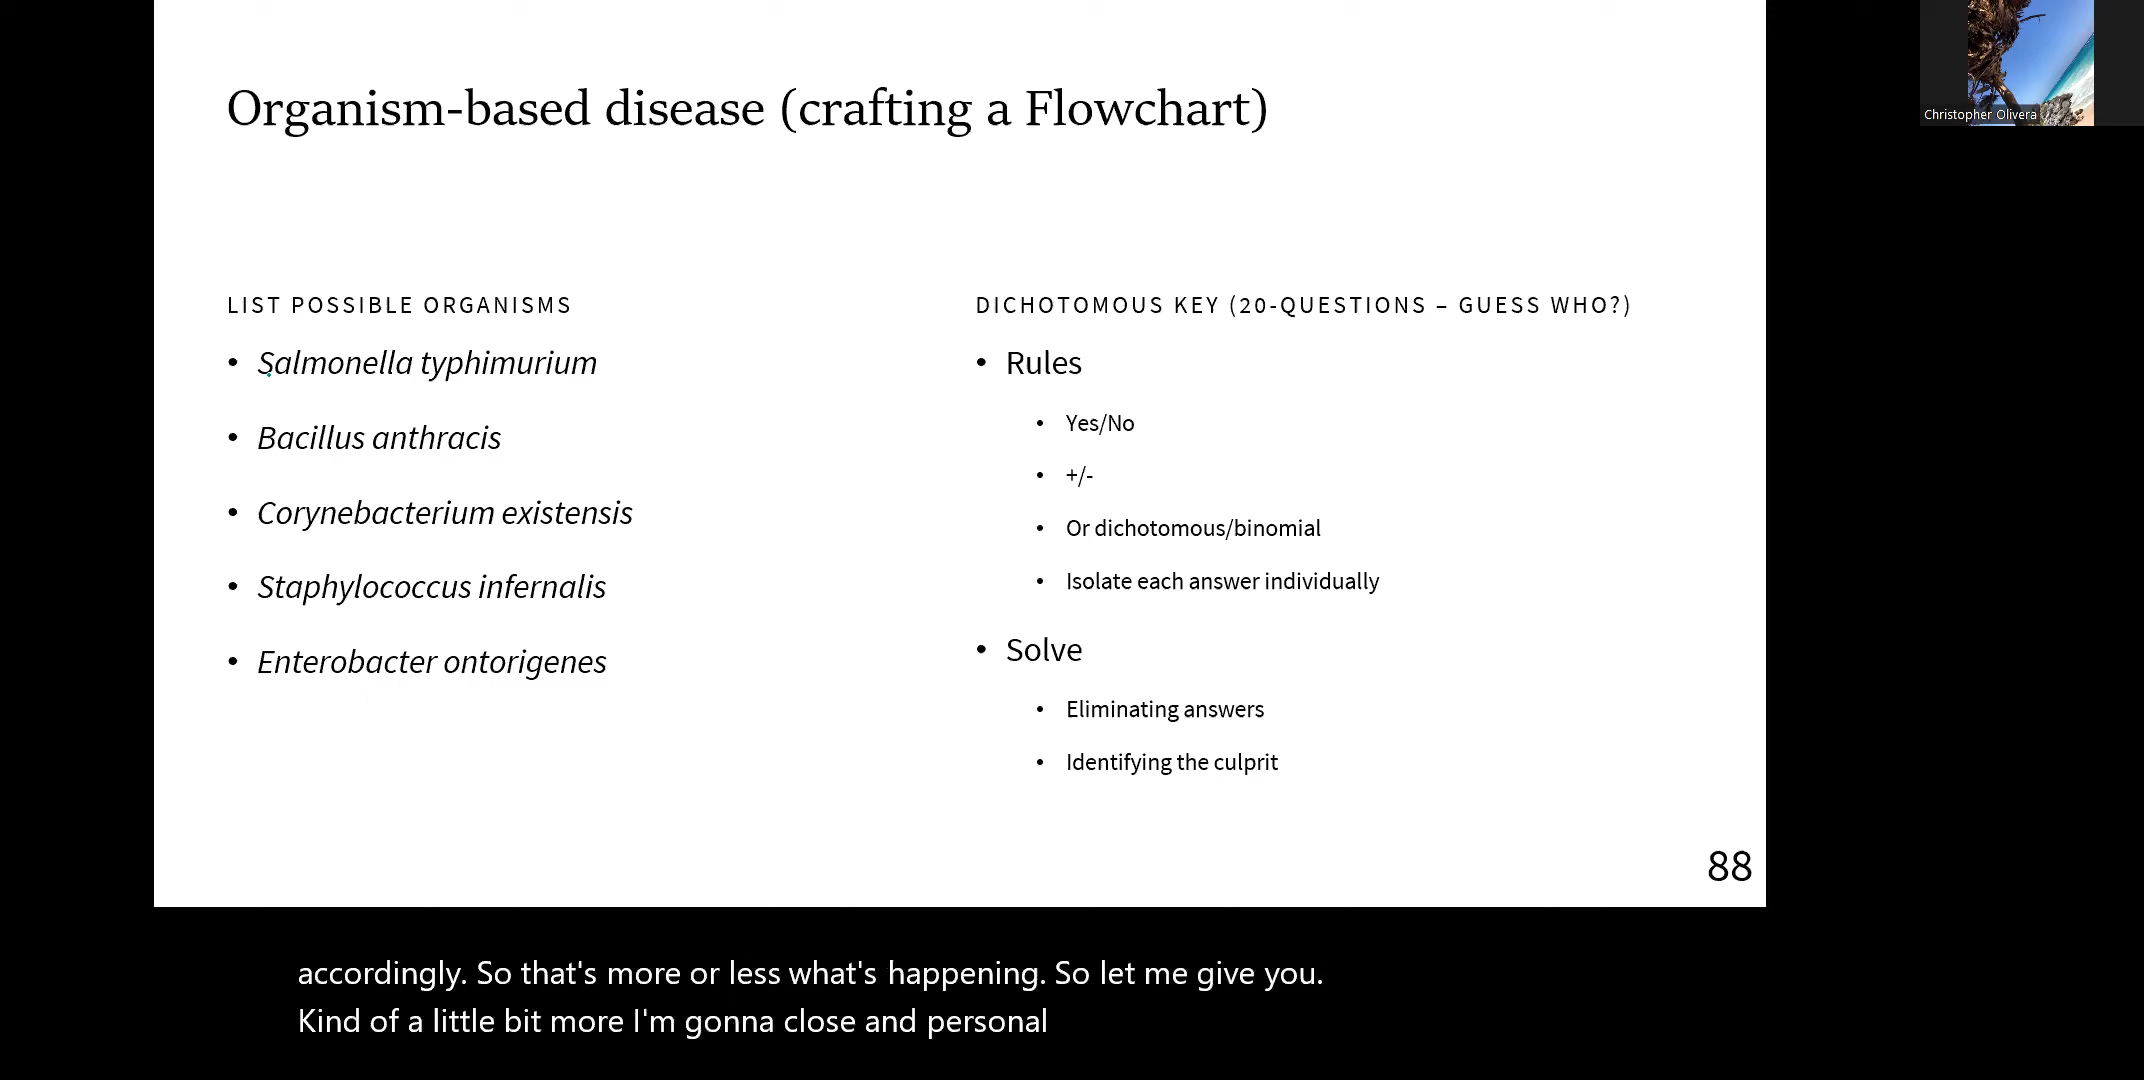 Organism-based disease (crafting a Flowchart)
Christopher Olivera
LIST POSSIBLE ORGANISMS
• Salmonella typhimurium
• Bacillus anthracis
• Corynebacterium existensis
• Staphylococcus infernalis
• Enterobacter ontorigenes
DICHOTOMOUS KEY (20-QUESTIONS – GUESS WHO?)
• Rules
• Yes/No
• +/-
• Or dichotomous/binomial
• Isolate each answer individually
• Solve
• Eliminating answers
• Identifying the culprit
88
accordingly. So that's more or less what's happening. So let me give you.
Kind of a little bit more I'm gonna close and personal